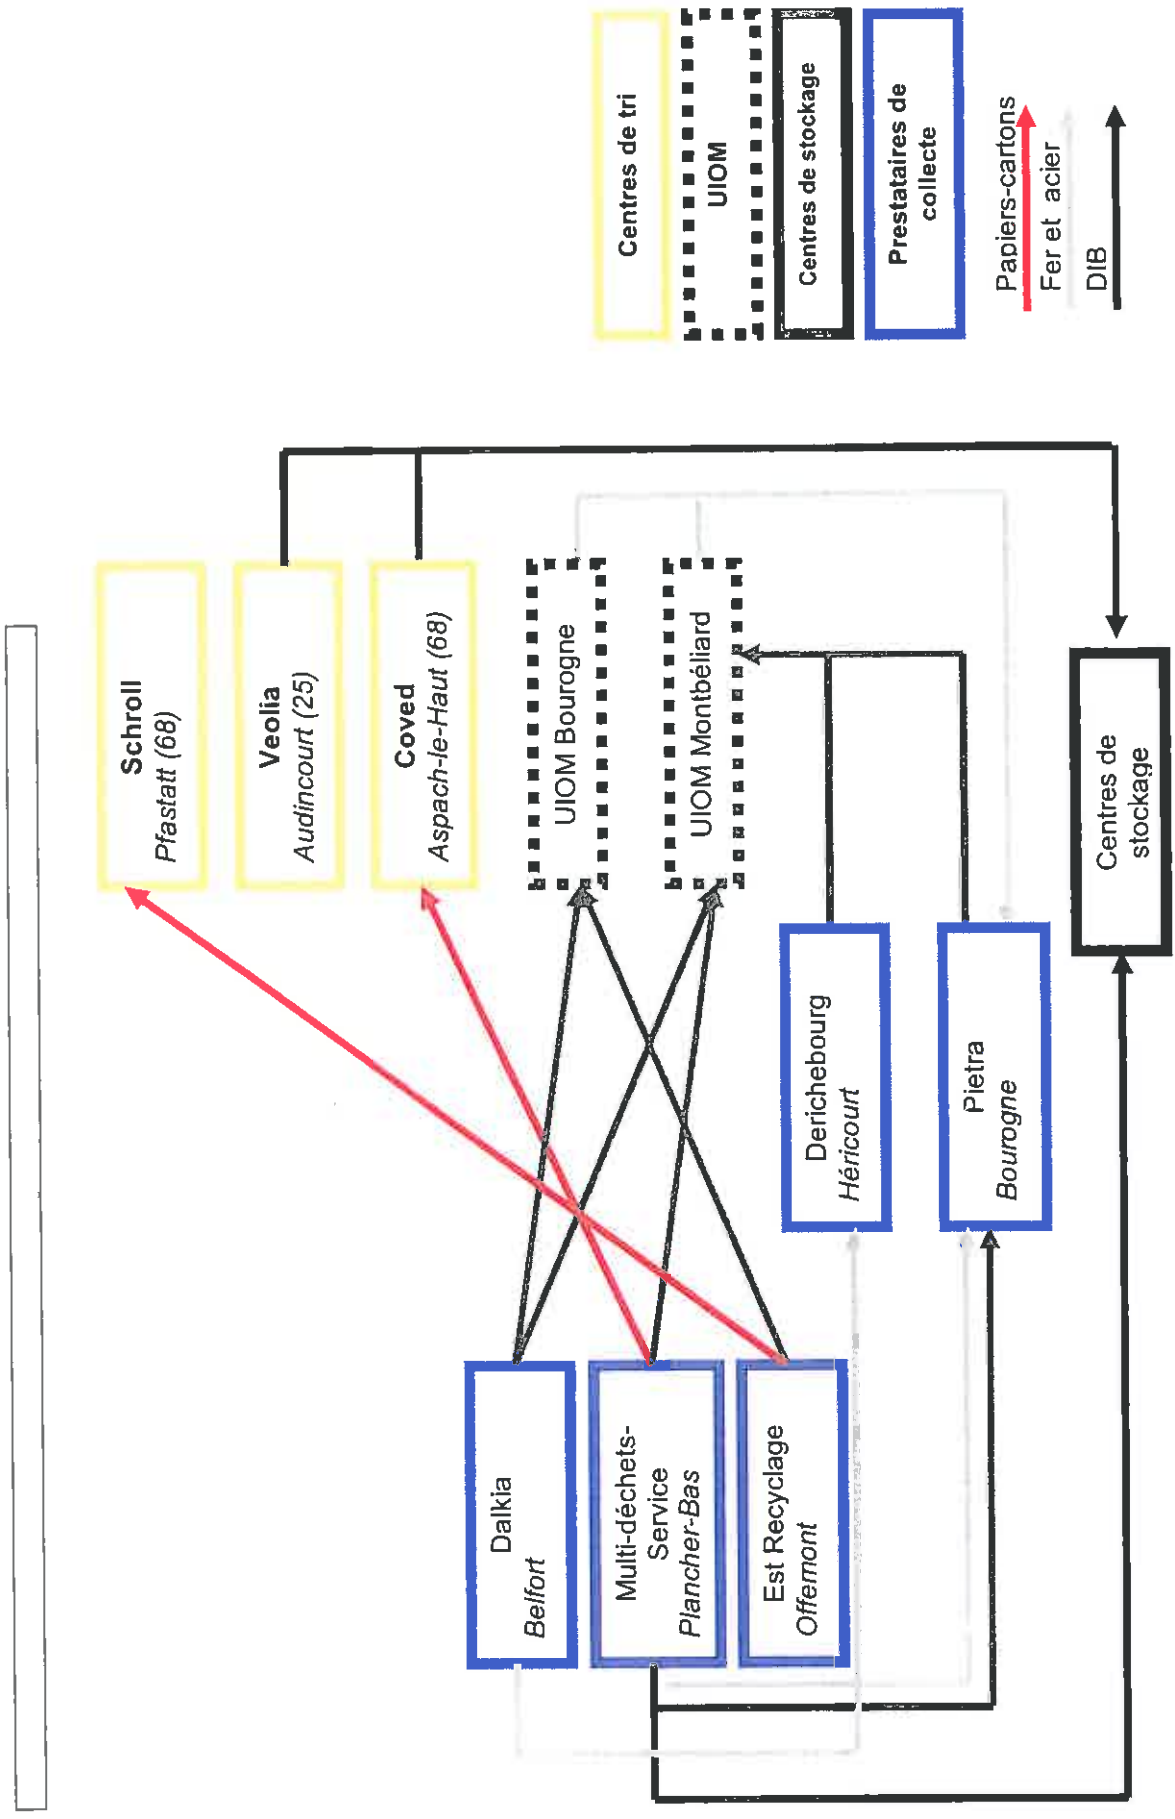 Schroll
Pfastatt (68)
Veolia
Audincourt (25)
Coved
Aspach-le-Haut (68)
UIOM Bourogne
UIOM Montbéliard
Dalkia
Belfort
Multi-déchets-
Service
Plancher-Bas
Est Recyclage
Offemont
Derichebourg
Héricourt
Pietra
Bourogne
Centres de
stockage
Centres de tri
UIOM
Centres de stockage
Prestataires de
collecte
Papiers-cartons
Fer et acier
DIB